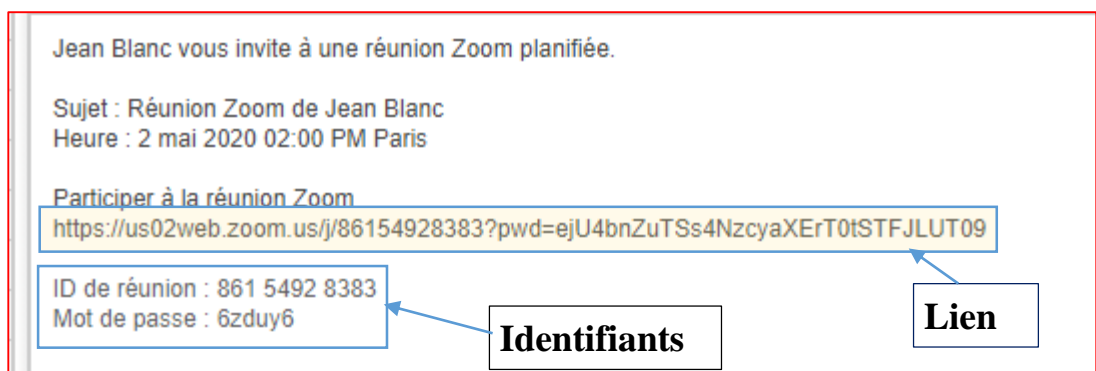 Jean Blanc vous invite à une réunion Zoom planifiée.
Sujet : Réunion Zoom de Jean Blanc
Heure : 2 mai 2020 02:00 PM Paris
Participer à la réunion Zoom
https://us02web.zoom.us/j/86154928383?pwd=ejU4bnZuTSs4NzcyaXErT0tSTFJLUT09
ID de réunion : 861 5492 8383
Mot de passe : 6zduy6
Lien
Identifiants